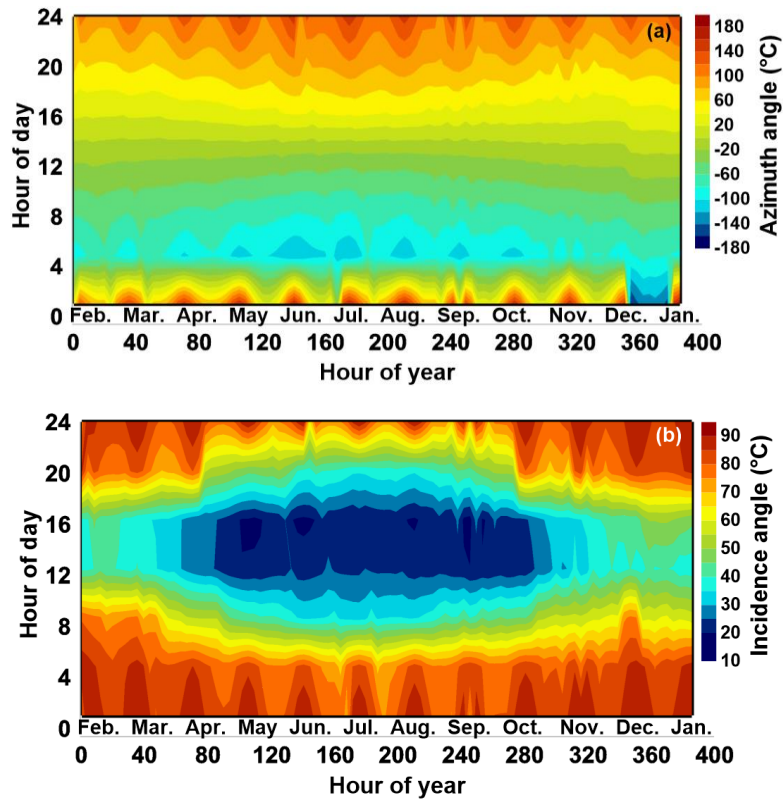 24
20
16
12
8
4
0
Hour of day
(a)
180
140
100
60
20
-60
-100
-140
-180
Azimuth angle (°C)
Feb. Mar. Apr. May Jun. Jul. Aug. Sep. Oct. Nov. Dec. Jan.
0 40 80 120 160 200 240 280 320 360 400
Hour of year
24
20
16
12
8
4
0
Hour of day
(b)
90
80
70
60
50
40
30
20
10
Incidence angle (°C)
Feb. Mar. Apr. May Jun. Jul. Aug. Sep. Oct. Nov. Dec. Jan.
0 40 80 120 160 200 240 280 320 360 400
Hour of year